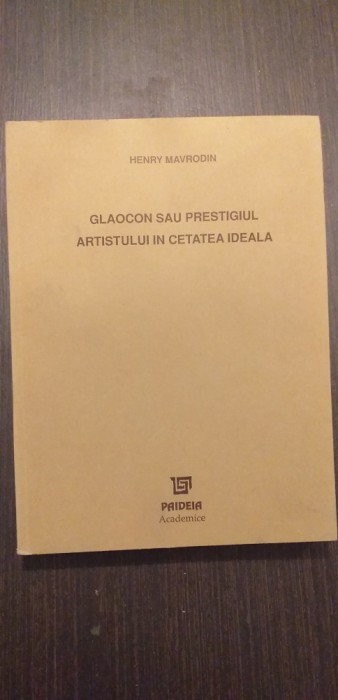 HENRY MAVRODIN
GLAOCON SAU PRESTIGIUL
ARTISTULUI IN CETATEA IDEALA
PAIDEIA
Academice